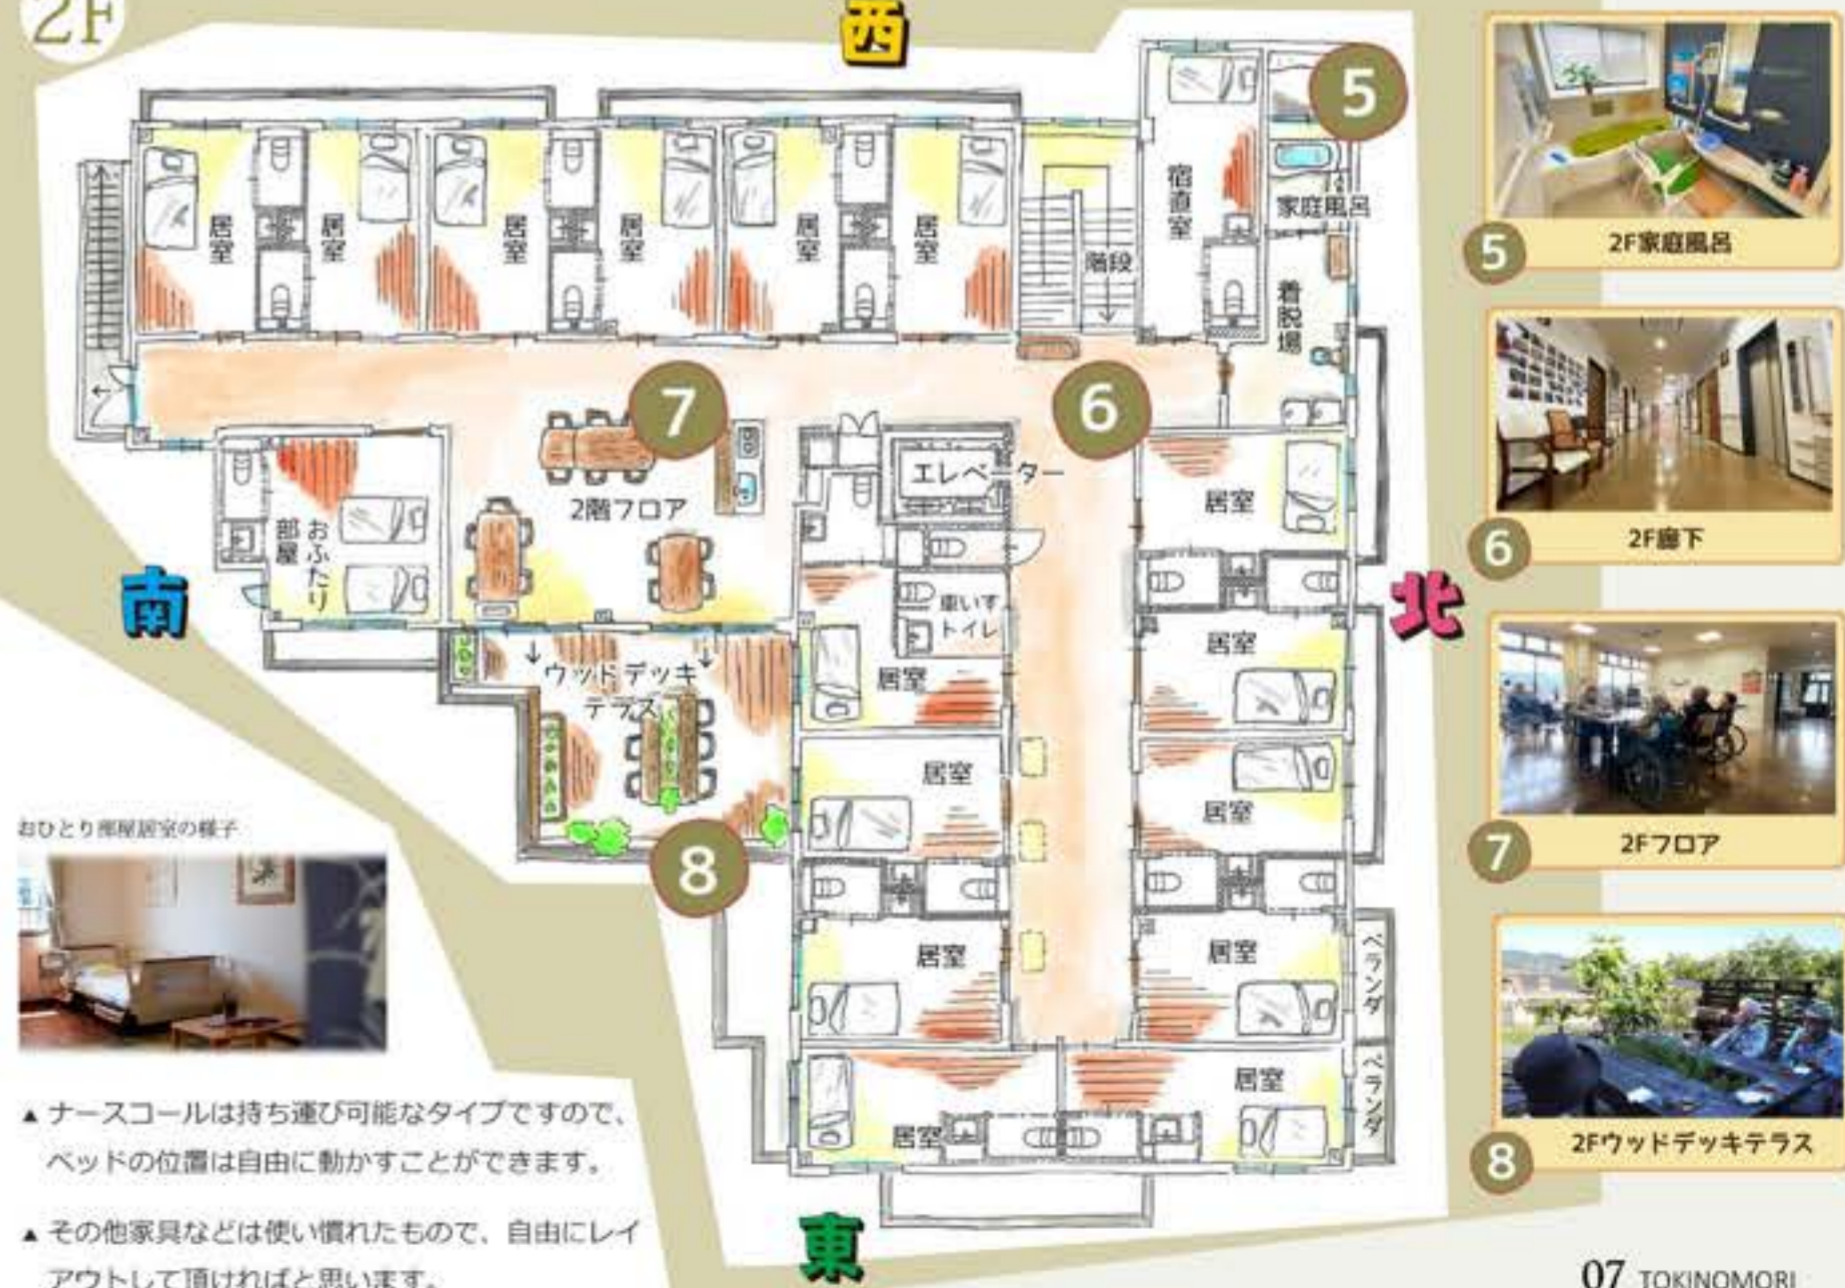 2F
西
5
居室
居室
居室
居室
居室
居室
階段
宿直室
家庭風呂
着脱場
7
6
2階フロア
エレベーター
居室
おふたり
部屋
南
北
車いす
トイレ
居室
居室
ウッドデッキ
テラス
居室
居室
8
居室
居室
ベランダ
居室
居室
ベランダ
東
5
2F家庭風呂
6
2F廊下
7
2Fフロア
8
2Fウッドデッキテラス
おひとり部屋居室の様子
▲ ナースコールは持ち運び可能なタイプですので、
ベッドの位置は自由に動かすことができます。
▲ その他家具などは使い慣れたもので、自由にレイ
アウトして頂ければと思います。
07 TOKINOMORI